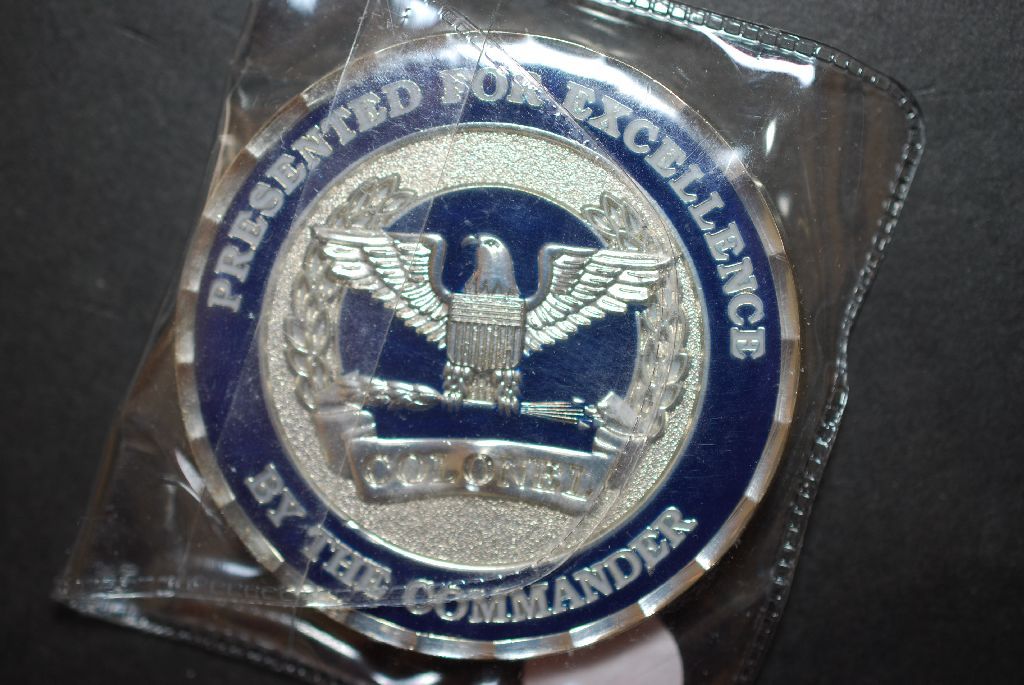 PRESENTED FOR EXCELLENCE
COLONEL
BY THE COMMANDER